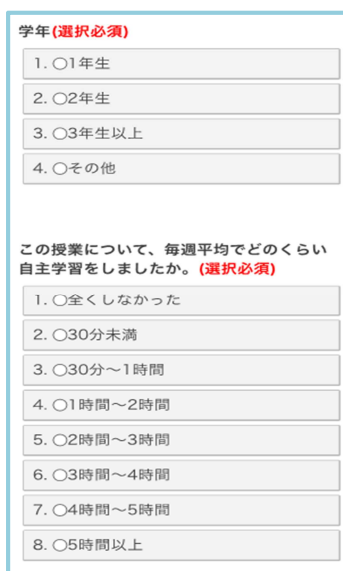 学年(選択必須)
1. ○1年生
2. ○2年生
3. ○3年生以上
4. ○その他
この授業について、毎週平均でどのくらい
自主学習をしましたか。(選択必須)
1. ○全くしなかった
2. ○30分未満
3. ○30分～1時間
4. ○1時間～2時間
5. ○2時間～3時間
6. ○3時間～4時間
7. ○4時間～5時間
8. ○5時間以上